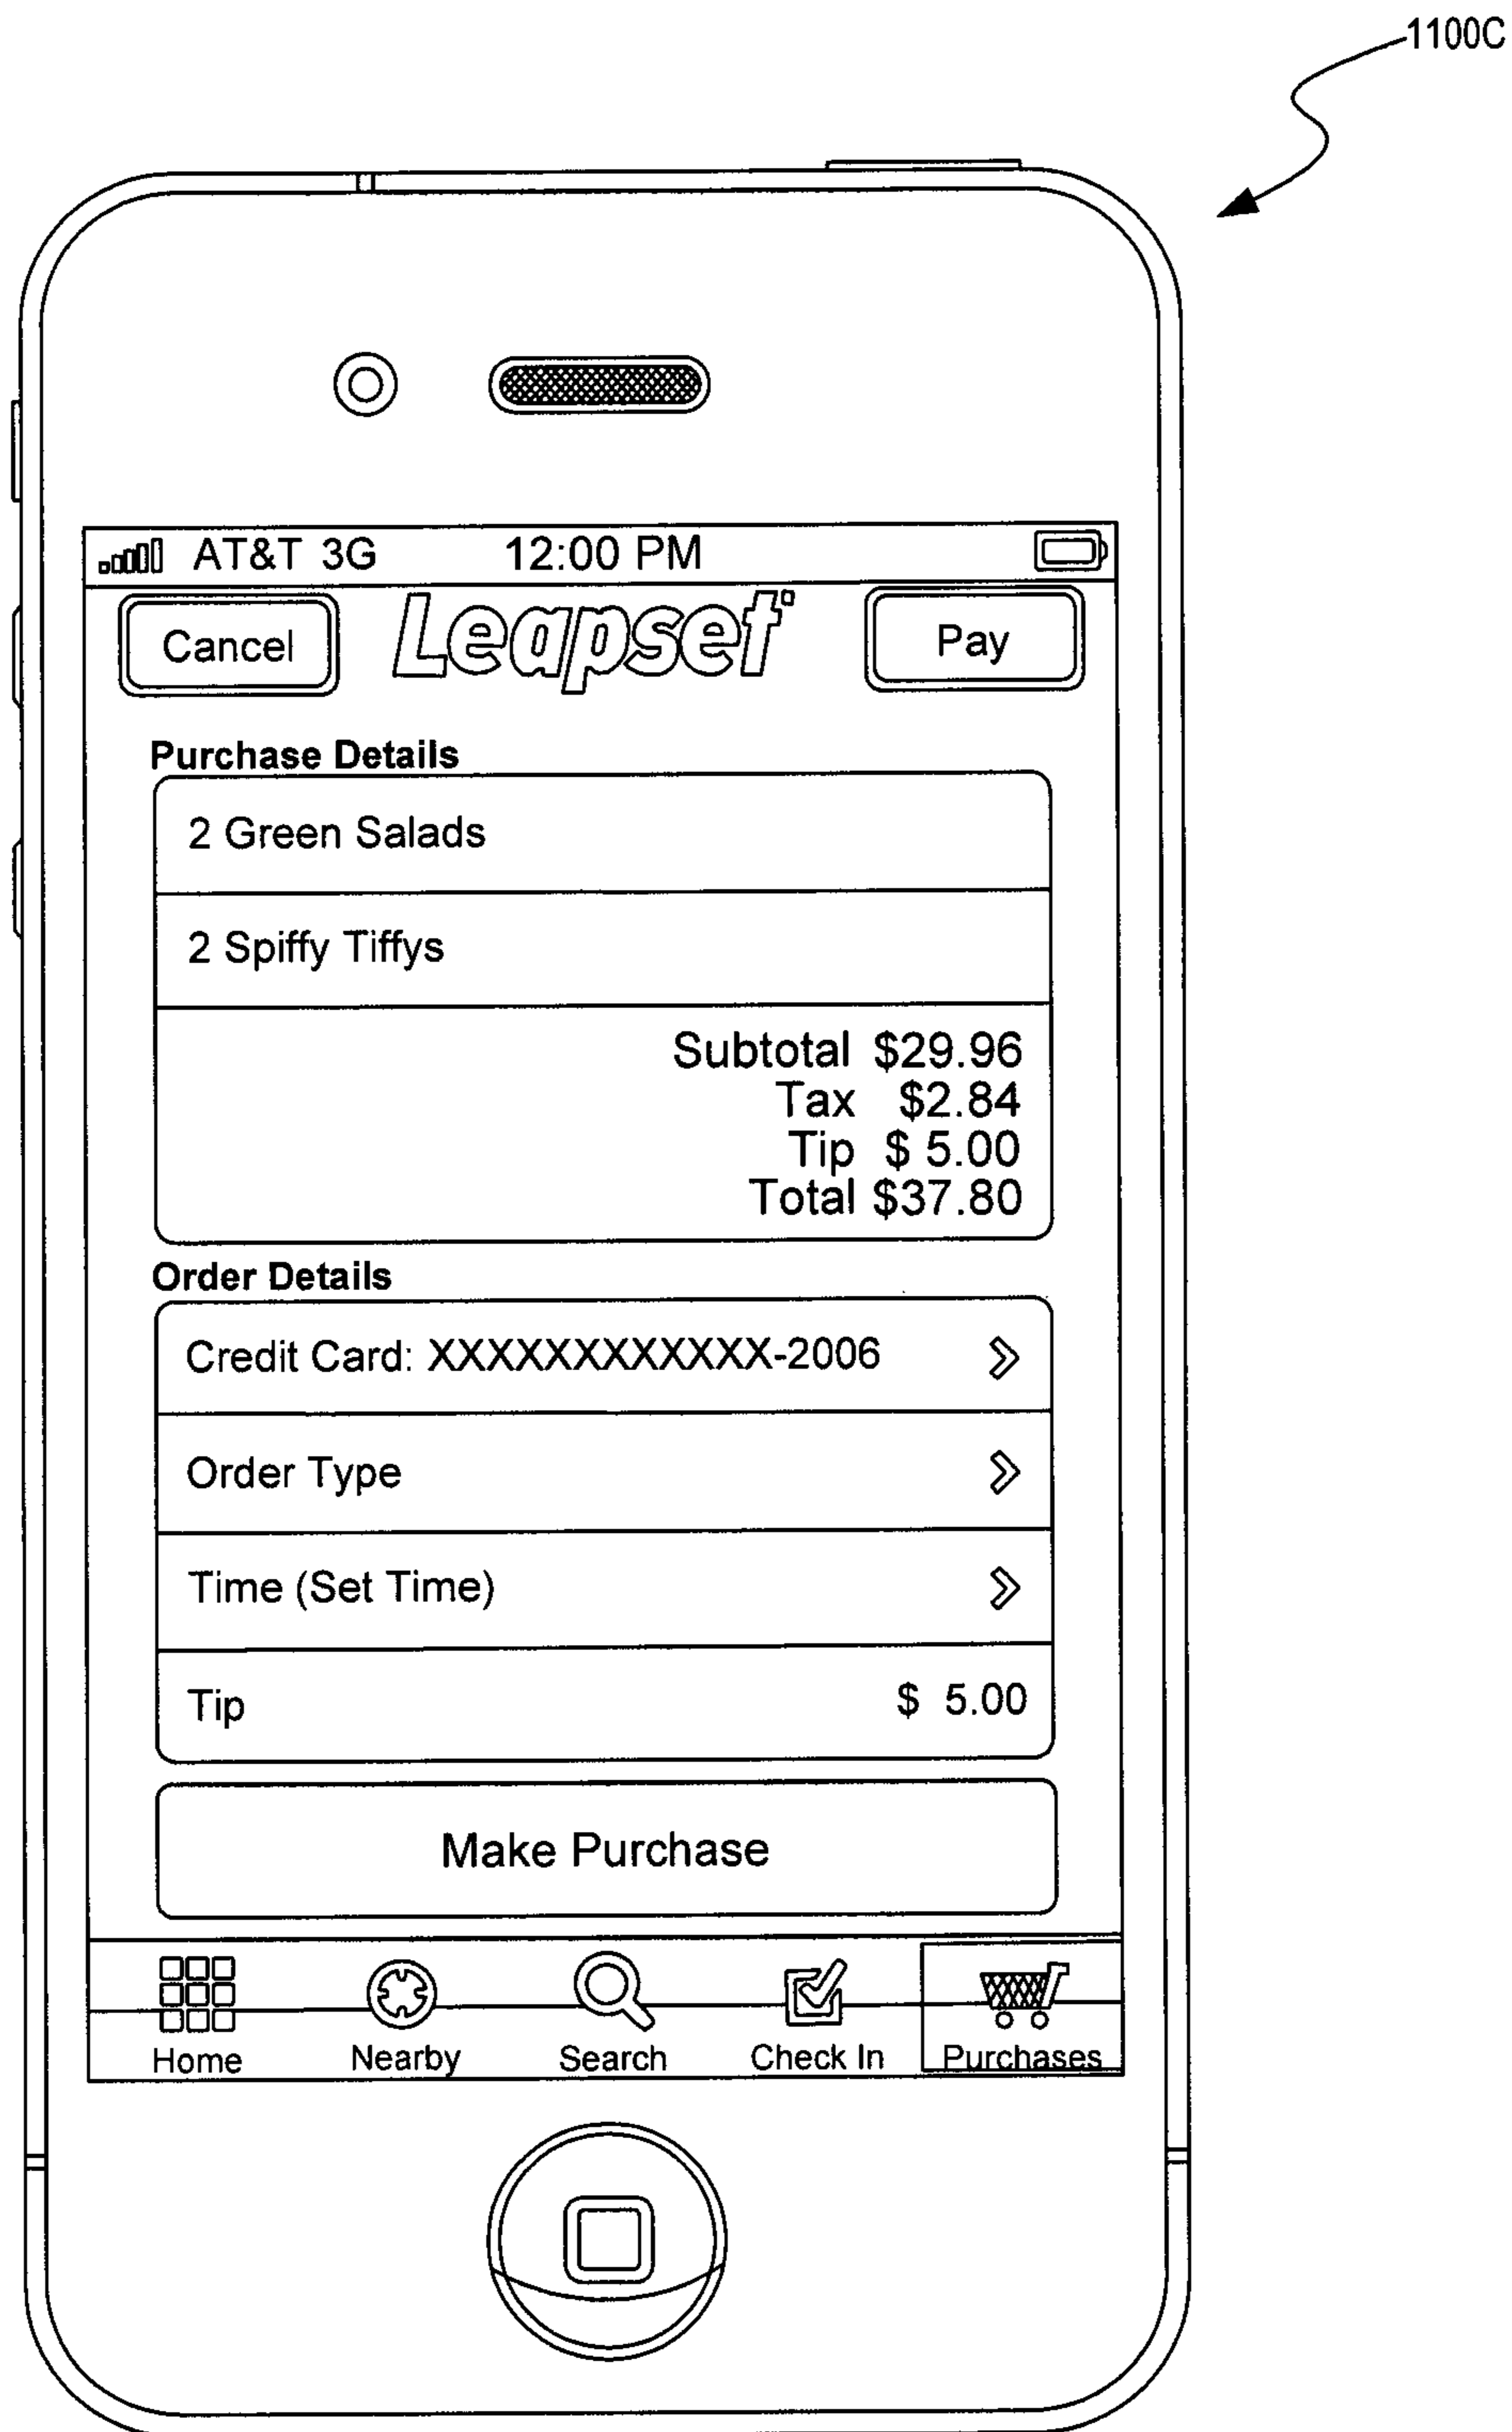 1100C
AT&T 3G 12:00 PM
Cancel Leapset Pay
Purchase Details
2 Green Salads
2 Spiffy Tiffys
Subtotal $29.96
Tax $2.84
Tip $ 5.00
Total $37.80
Order Details
Credit Card: XXXXXXXXXXXX-2006
Order Type
Time (Set Time)
Tip $ 5.00
Make Purchase
Home Nearby Search Check In Purchases